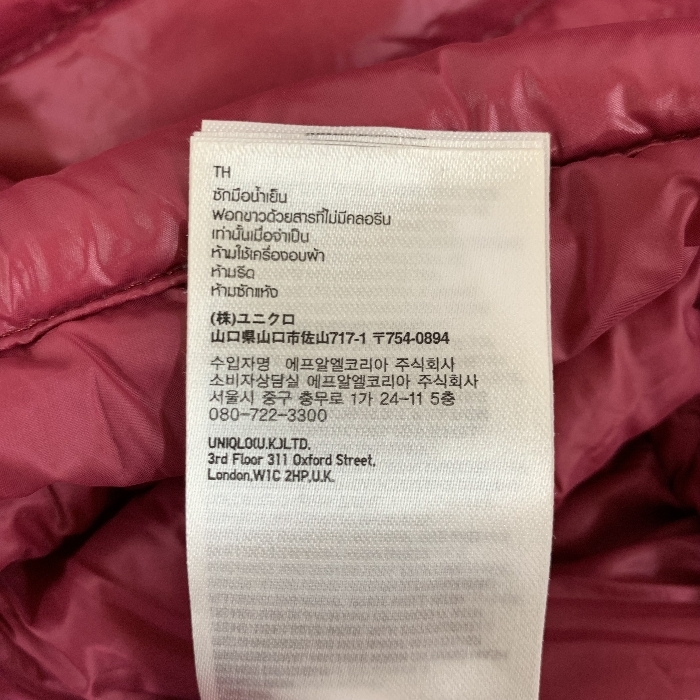 TH
ซักมือน้ำเย็น
ฟอกขาวด้วยสารที่ไม่มีคลอรีน
เท่านั้นเมื่อจำเป็น
ห้ามใช้เครื่องอบผ้า
ห้ามรีด
ห้ามซักแห้ง
(株)ユニクロ
山口県山口市佐山717-1 〒754-0894
수입자명 에프알엘코리아 주식회사
소비자상담실 에프알엘코리아 주식회사
서울시 중구 충무로 1가 24-11 5층
080-722-3300
UNIQLO(U.K.)LTD.
3rd Floor 311 Oxford Street,
London,W1C 2HP,U.K.